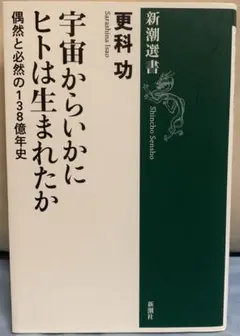 新潮選書
Shincho Sensho
更科 功
Sarashina Isao
宇宙からいかに
ヒトは生まれたか
偶然と必然の138億年史
新潮社